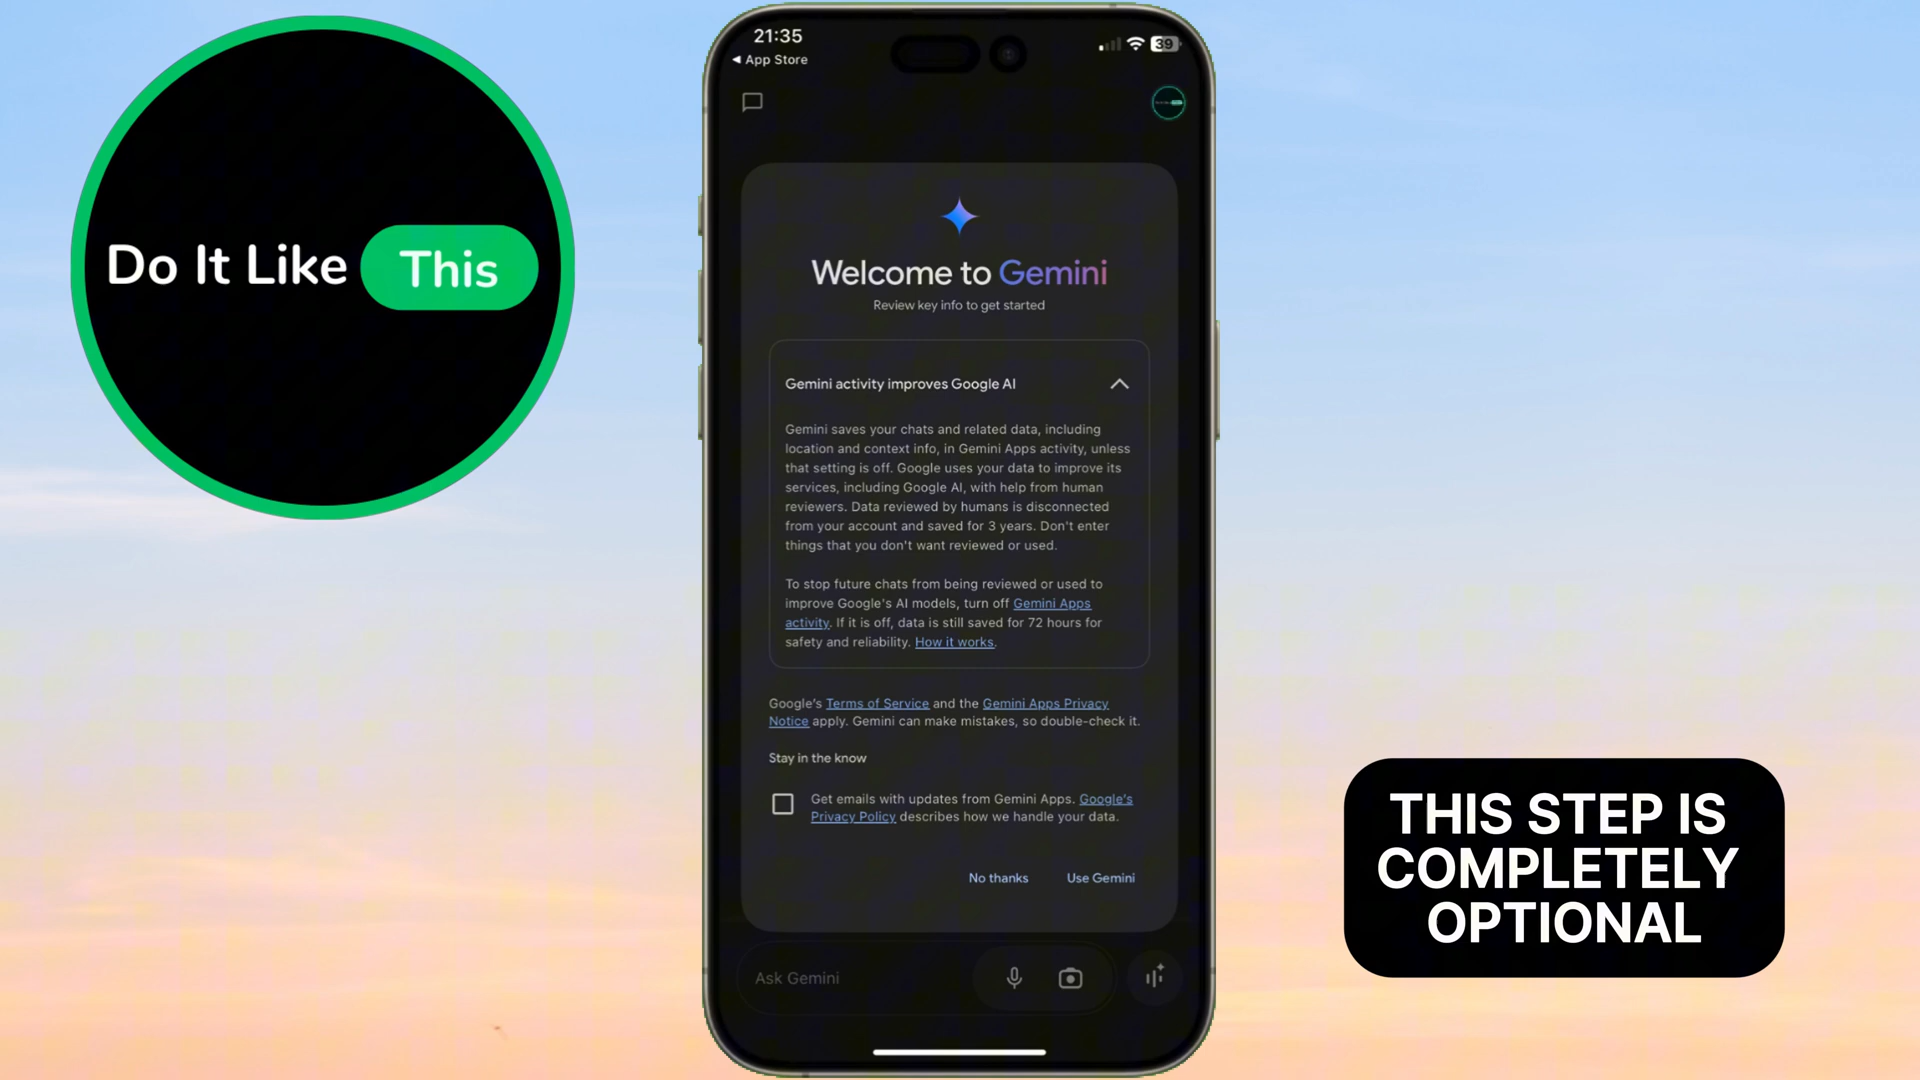 Do It Like This
21:35
39
◀ App Store
Welcome to Gemini
Review key info to get started
Gemini activity improves Google AI
Gemini saves your chats and related data, including
location and context info, in Gemini Apps activity, unless
that setting is off. Google uses your data to improve its
services, including Google AI, with help from human
reviewers. Data reviewed by humans is disconnected
from your account and saved for 3 years. Don't enter
things that you don't want reviewed or used.
To stop future chats from being reviewed or used to
improve Google's AI models, turn off Gemini Apps
activity. If it is off, data is still saved for 72 hours for
safety and reliability. How it works.
Google's Terms of Service and the Gemini Apps Privacy
Notice apply. Gemini can make mistakes, so double-check it.
Stay in the know
Get emails with updates from Gemini Apps. Google's
Privacy Policy describes how we handle your data.
No thanks
Use Gemini
Ask Gemini
THIS STEP IS
COMPLETELY
OPTIONAL